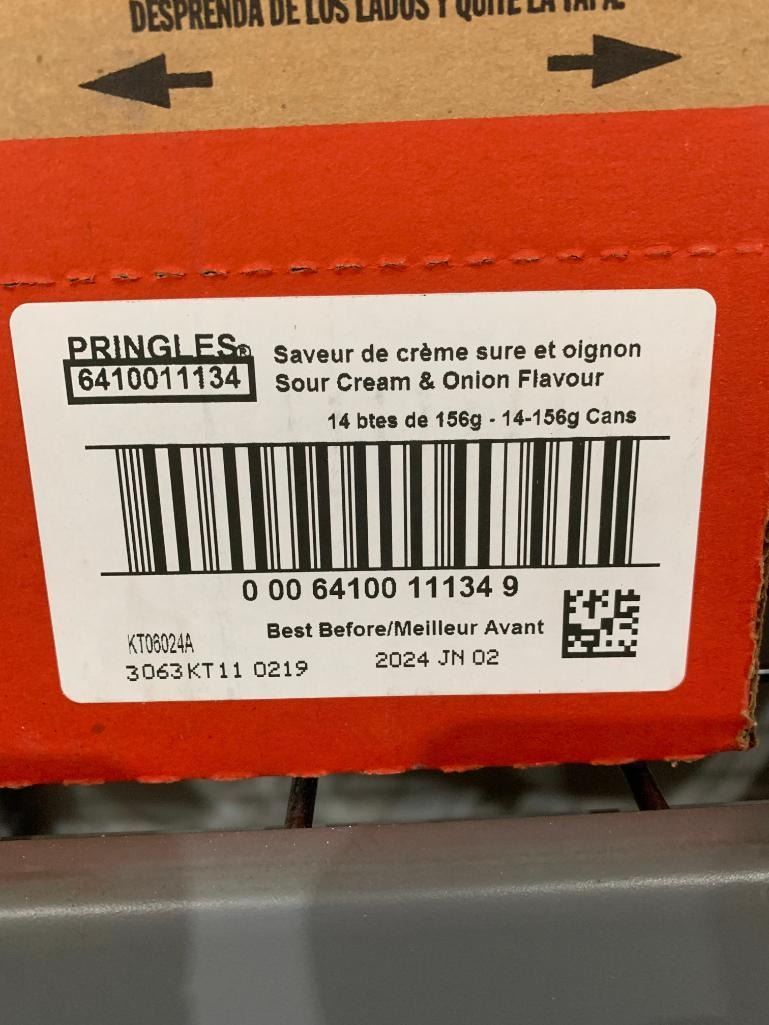 DESPRENDA DE LOS LADOS Y QUITE LA TAPA
PRINGLES®
6410011134
Saveur de crème sure et oignon
Sour Cream & Onion Flavour
14 btes de 156g - 14-156g Cans
0 00 64100 11134 9
Best Before/Meilleur Avant
KT06024A
3063KT11 0219
2024 JN 02